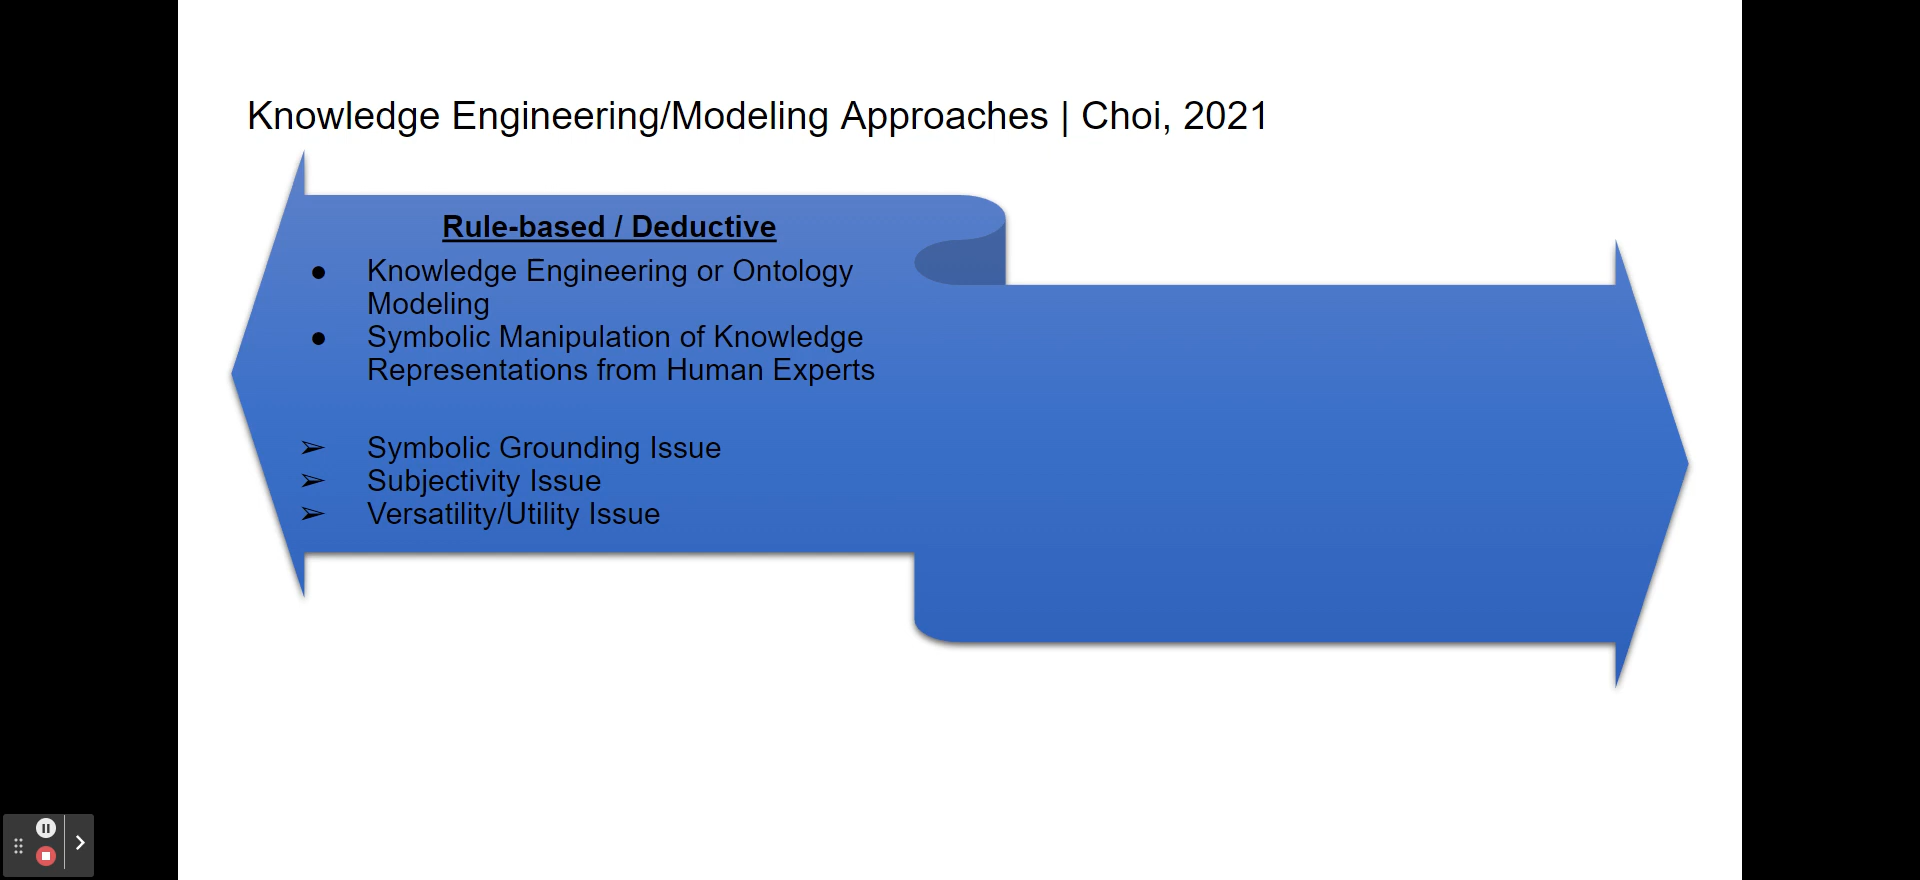 Knowledge Engineering/Modeling Approaches | Choi, 2021
Rule-based / Deductive
● Knowledge Engineering or Ontology
Modeling
● Symbolic Manipulation of Knowledge
Representations from Human Experts
➢ Symbolic Grounding Issue
➢ Subjectivity Issue
➢ Versatility/Utility Issue